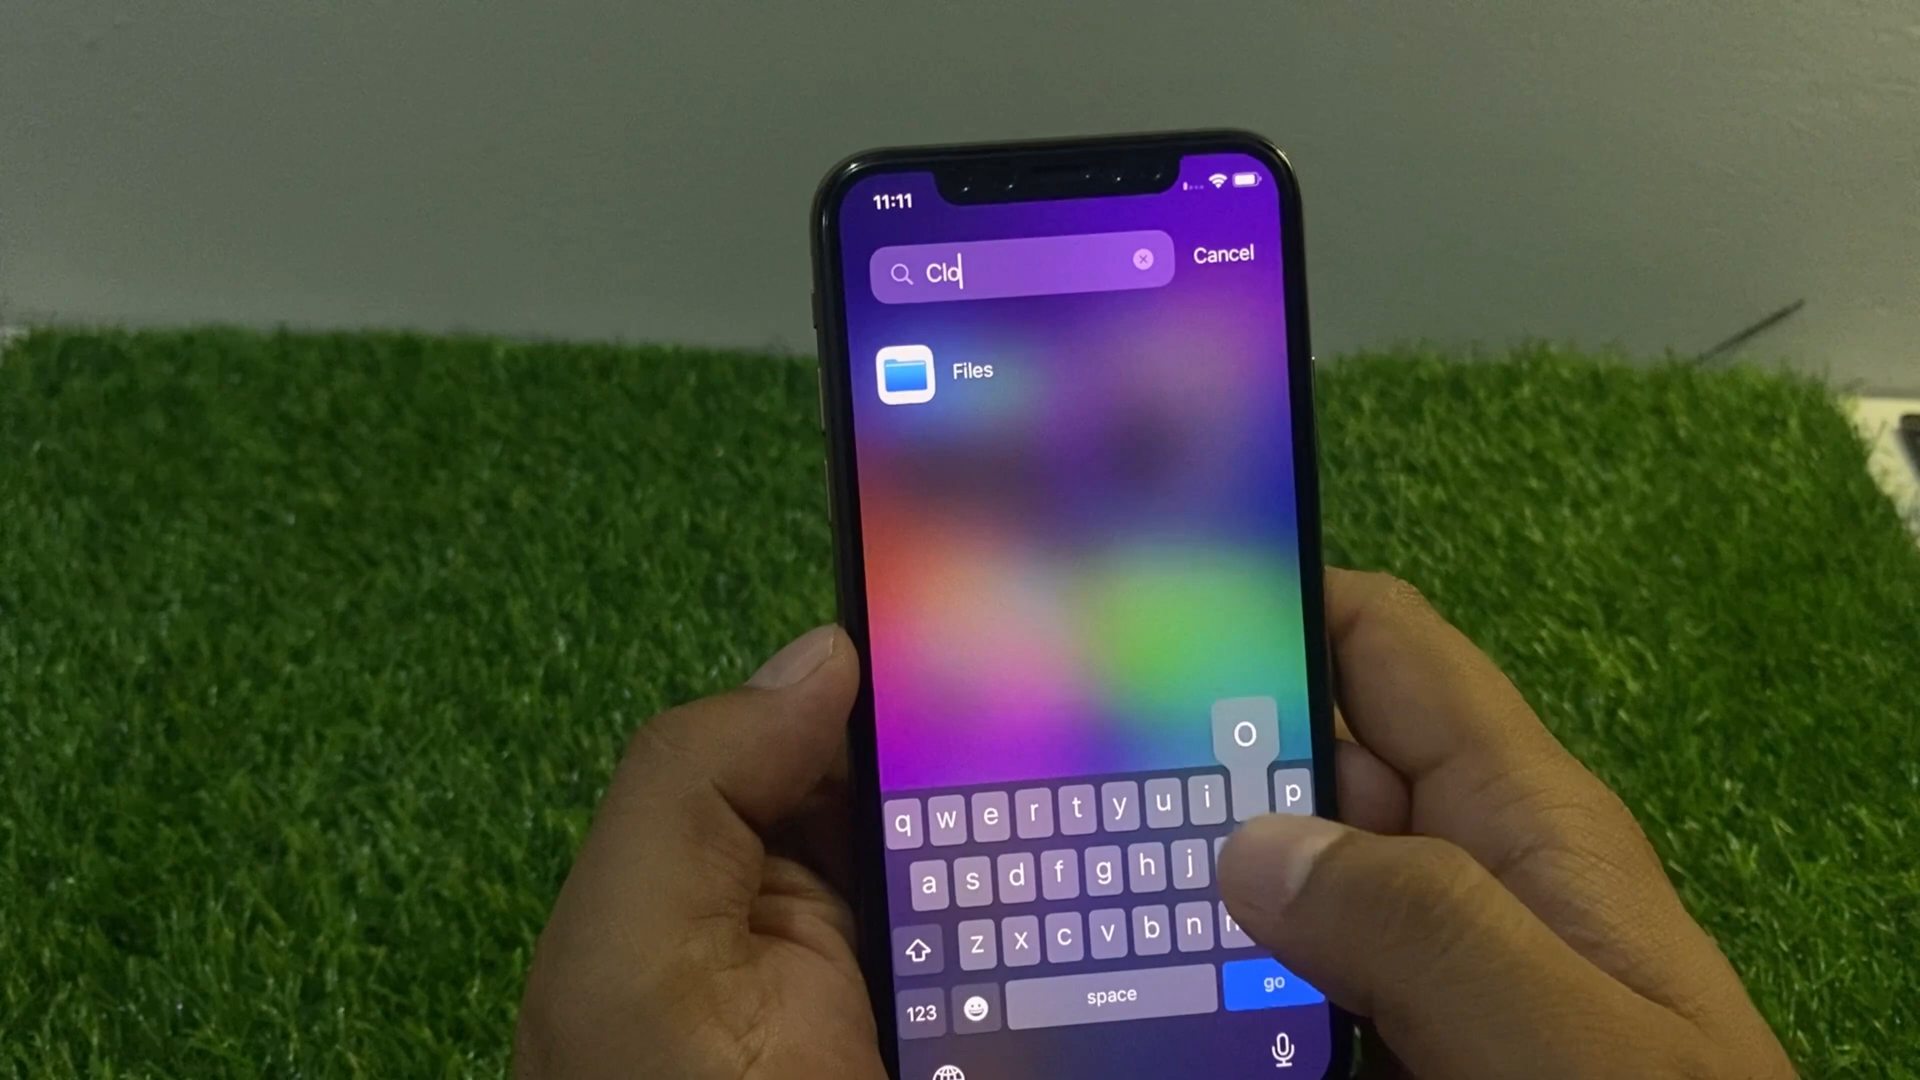 11:11
Clo
Cancel
Files
O
q w e r t y u i p
a s d f g h j
z x c v b n
123 space go